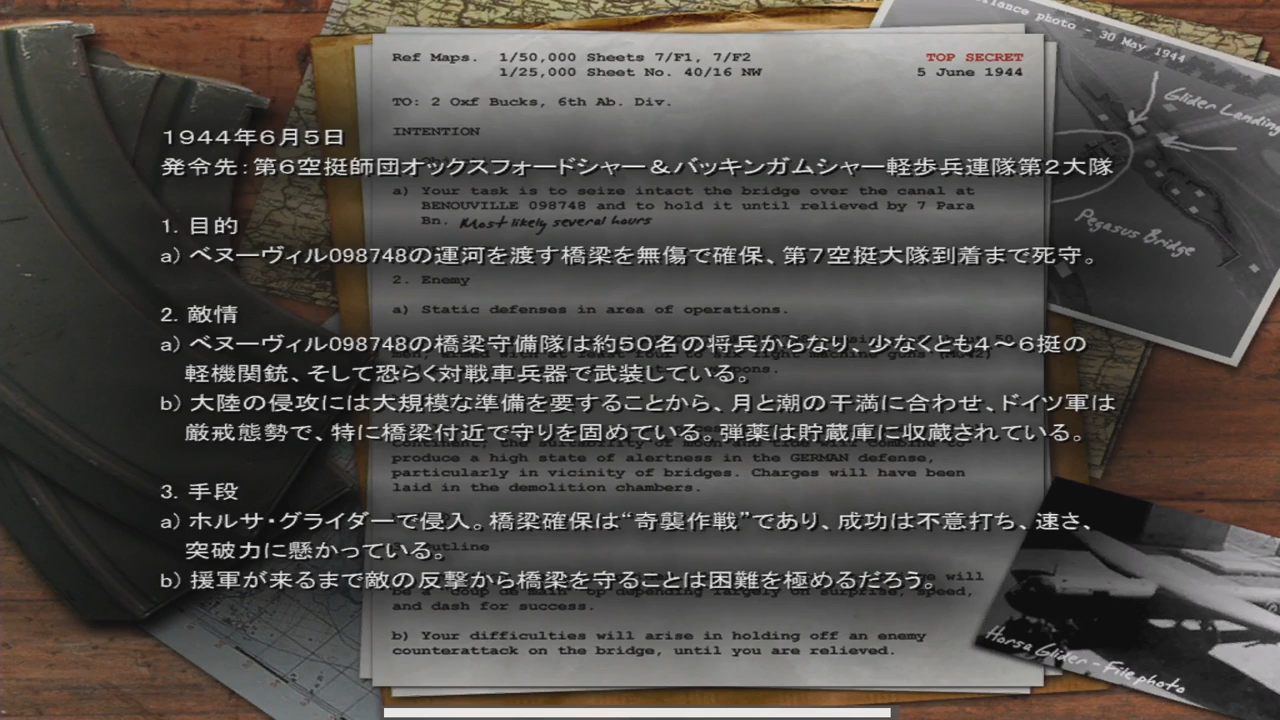 Ref Maps. 1/50,000 Sheets 7/F1, 7/F2
1/25,000 Sheet No. 40/16 NW
TOP SECRET
5 June 1944
TO: 2 Oxf Bucks, 6th Ab. Div.
INTENTION
a) Your task is to seize intact the bridge over the canal at
BENOUVILLE 098748 and to hold it until relieved by 7 Para
Bn. Most likely several hours
2. Enemy
a) Static defenses in area of operations.
produce a high state of alertness in the GERMAN defense,
particularly in vicinity of bridges. Charges will have been
laid in the demolition chambers.
Outline
will
be a "coup de main" op depending largely on surprise, speed,
and dash for success.
b) Your difficulties will arise in holding off an enemy
counterattack on the bridge, until you are relieved.
1944年6月5日
発令先：第6空挺師団オックスフォードシャー＆バッキンガムシャー軽歩兵連隊第2大隊
1. 目的
a) ベヌーヴィル098748の運河を渡す橋梁を無傷で確保、第7空挺大隊到着まで死守。
2. 敵情
a) ベヌーヴィル098748の橋梁守備隊は約50名の将兵からなり、少なくとも4～6挺の
軽機関銃、そして恐らく対戦車兵器で武装している。
b) 大陸の侵攻には大規模な準備を要することから、月と潮の干満に合わせ、ドイツ軍は
厳戒態勢で、特に橋梁付近で守りを固めている。弾薬は貯蔵庫に収蔵されている。
3. 手段
a) ホルサ・グライダーで侵入。橋梁確保は“奇襲作戦”であり、成功は不意打ち、速さ、
突破力に懸かっている。
b) 援軍が来るまで敵の反撃から橋梁を守ることは困難を極めるだろう。
photo - 30 May 1944
Glider Landing
Pegasus Bridge
Horsa Glider - File photo